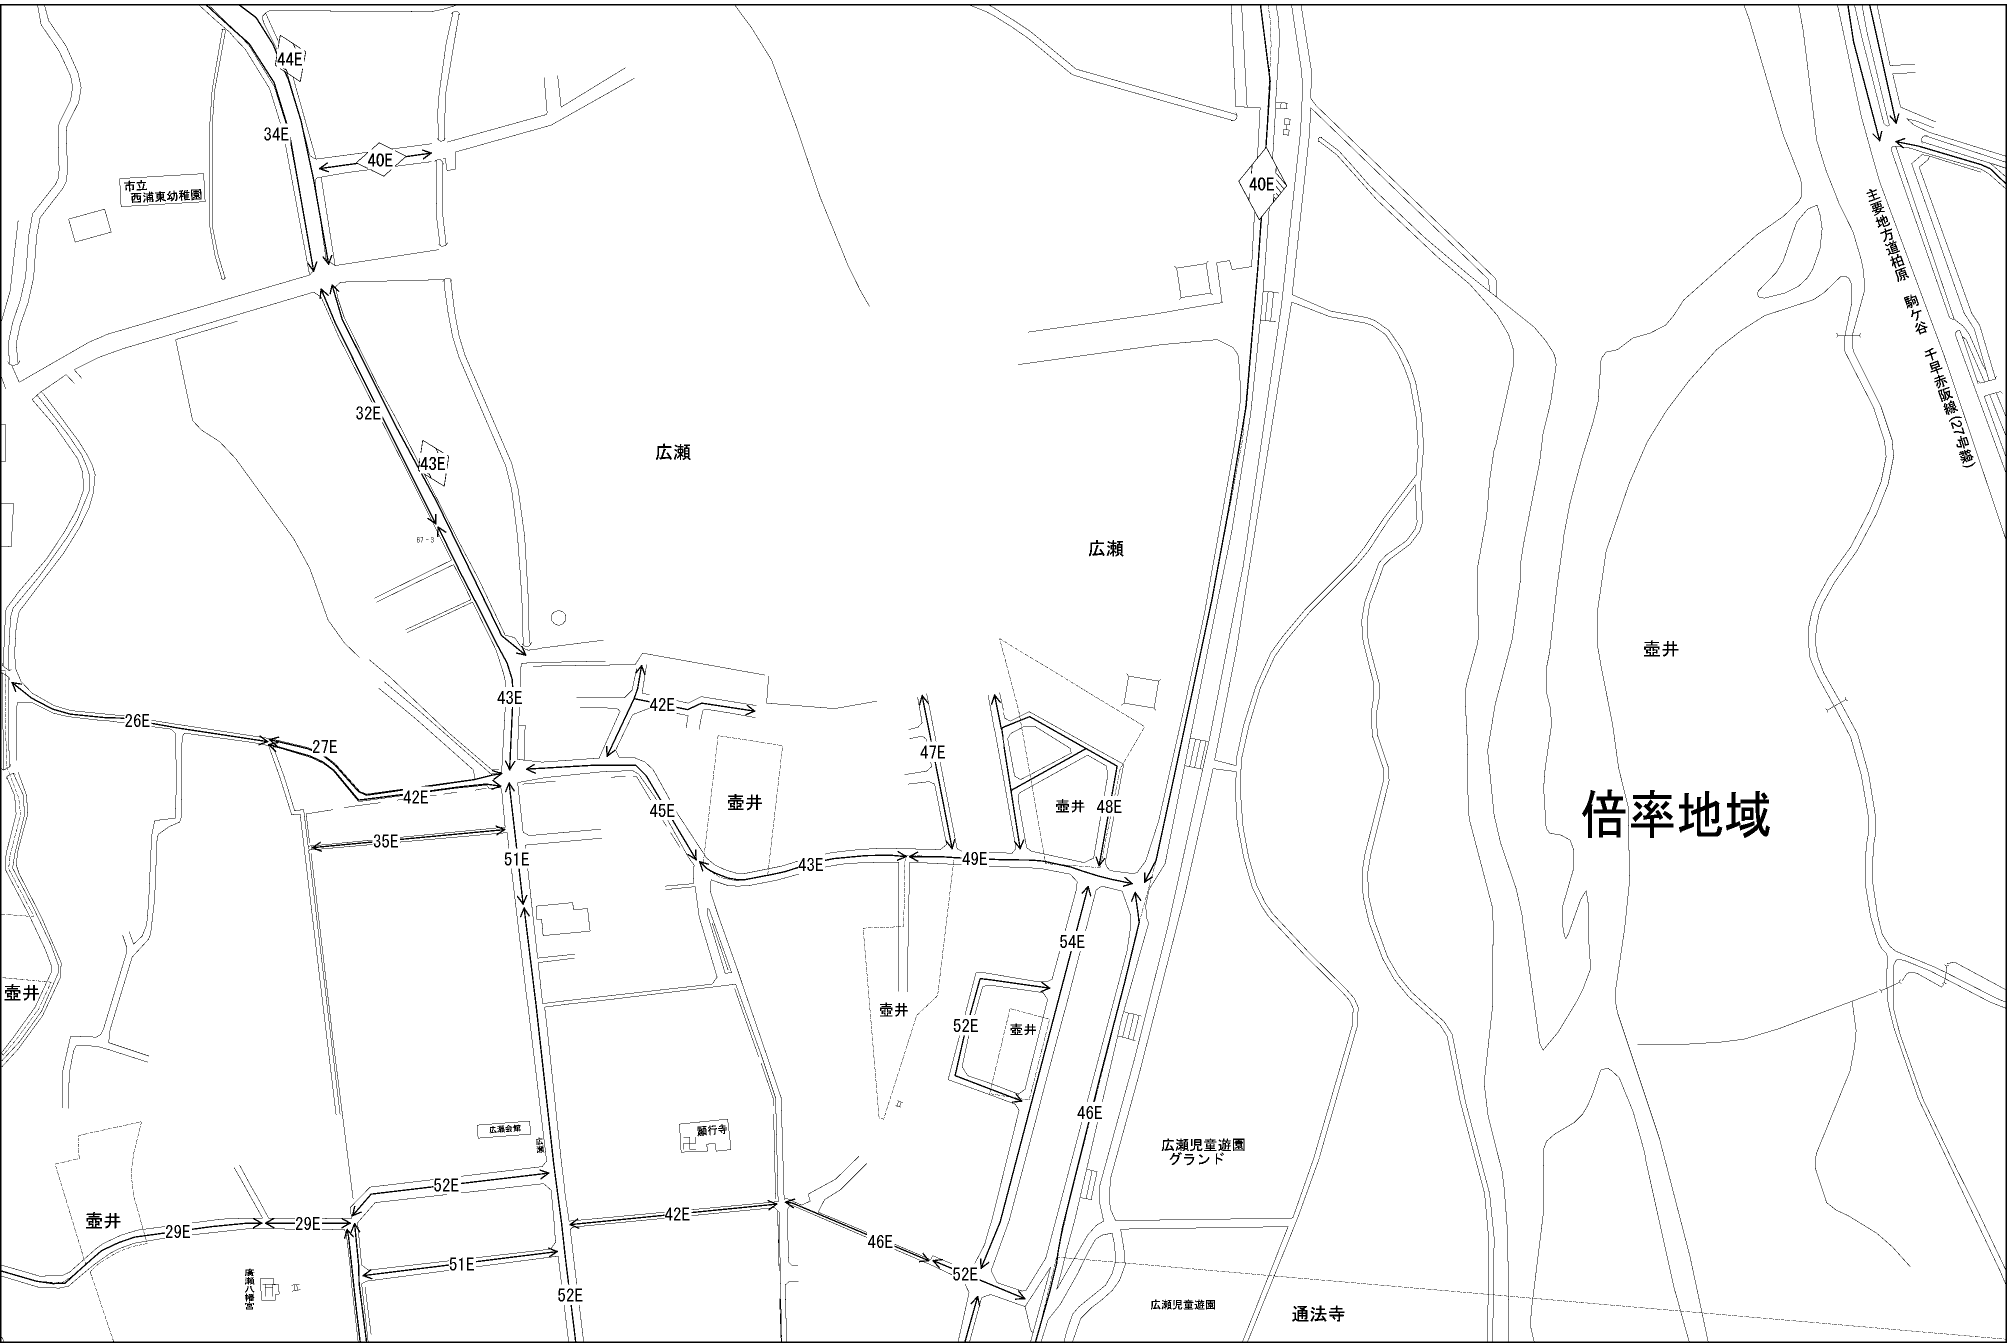 44E
34E
40E
市立
西浦東幼稚園
40E
主要地方道柏原 駒ケ谷 千早赤阪線(27号線)
32E
43E
広瀬
67-3
広瀬
壺井
43E
42E
26E
27E
47E
42E
45E
壺井
壺井
48E
倍率地域
35E
51E
43E
49E
54E
壺井
壺井
52E
壺井
46E
広瀬会館
広瀬
願行寺
広瀬児童遊園
グランド
52E
壺井
29E
29E
42E
46E
51E
52E
廣瀬八幡宮
52E
広瀬児童遊園
通法寺